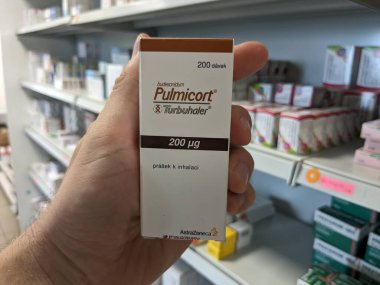 200 dávek
Budesonidum
Pulmicort®
Turbuhaler®
200 µg
prášek k inhalaci
AstraZeneca